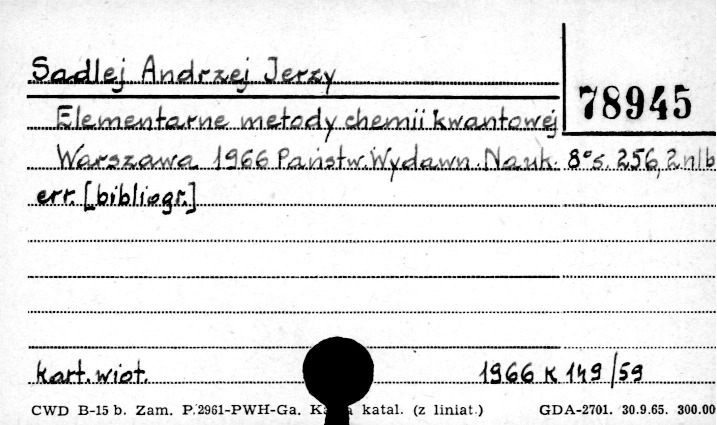 Sadlej Andrzej Jerzy
78945
Elementarne metody chemii kwantowej
Warszawa 1966 Państw. Wydawn. Nauk. 8° s. 256, 2 nlb
err. [bibliogr.]
kart. wiot. 1966 K 149/59
CWD B-15 b. Zam. P. 2961-PWH-Ga. K a katal. (z liniat.) GDA-2701. 30.9.65. 300.00